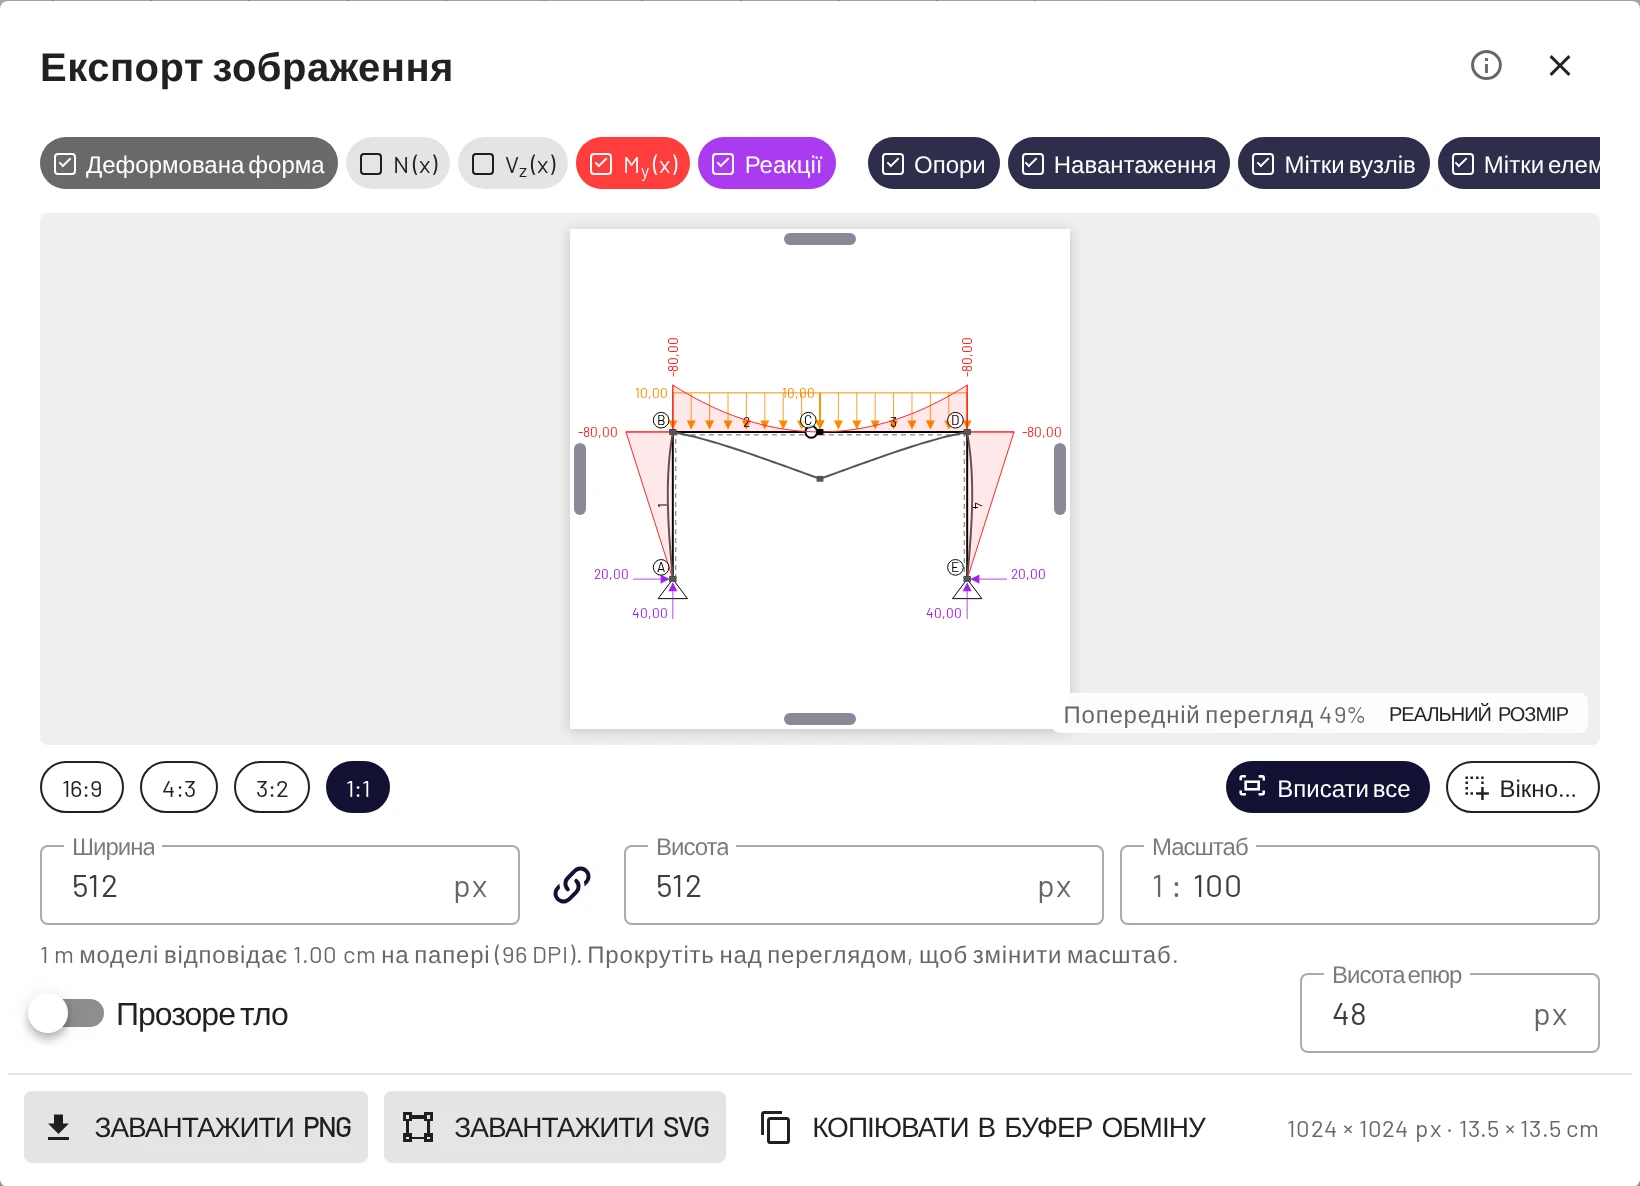 Експорт зображення
Деформована форма N(x) Vz(x) My(x) Реакції Опори Навантаження Мітки вузлів Мітки елем
-80,00 -80,00
10,00 10,00
B 2 C 3 D
-80,00 -80,00
1 4
A E
20,00 20,00
40,00 40,00
Попередній перегляд 49% РЕАЛЬНИЙ РОЗМІР
16:9 4:3 3:2 1:1 Вписати все Вікно...
Ширина Висота Масштаб
512 px 512 px 1 : 100
1 m моделі відповідає 1.00 cm на папері (96 DPI). Прокрутіть над переглядом, щоб змінити масштаб.
Висота епюр
Прозоре тло 48 px
ЗАВАНТАЖИТИ PNG ЗАВАНТАЖИТИ SVG КОПІЮВАТИ В БУФЕР ОБМІНУ 1024 × 1024 px · 13.5 × 13.5 cm